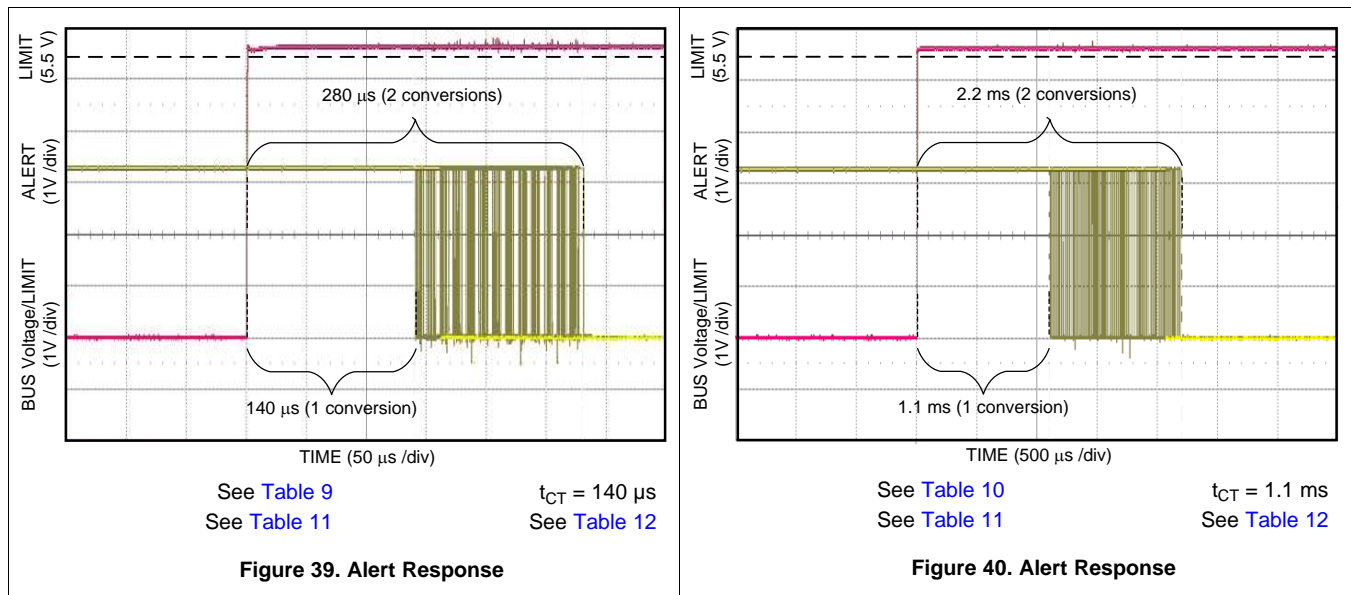 LIMIT
(5.5 V)
280 µs (2 conversions)
ALERT
(1V /div)
BUS Voltage/LIMIT
(1V /div)
140 µs (1 conversion)
TIME (50 µs /div)
See Table 9
t_CT = 140 µs
See Table 11
See Table 12
Figure 39. Alert Response
LIMIT
(5.5 V)
2.2 ms (2 conversions)
ALERT
(1V /div)
BUS Voltage/LIMIT
(1V /div)
1.1 ms (1 conversion)
TIME (500 µs /div)
See Table 10
t_CT = 1.1 ms
See Table 11
See Table 12
Figure 40. Alert Response